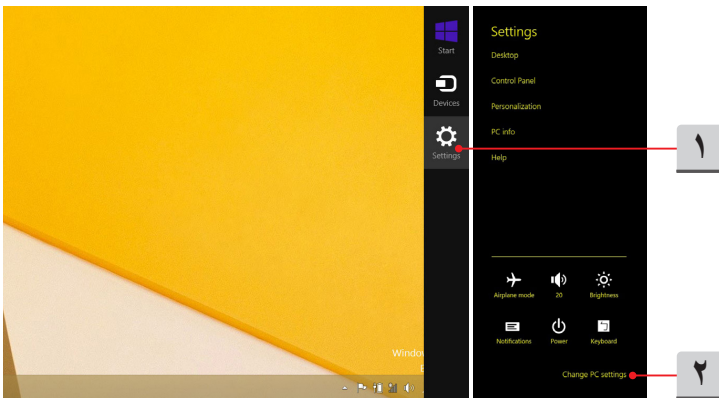 Start
Devices
Settings
Settings
Desktop
Control Panel
Personalization
PC info
Help
Airplane mode
20
Brightness
Notifications
Power
Keyboard
Change PC settings
١
٢